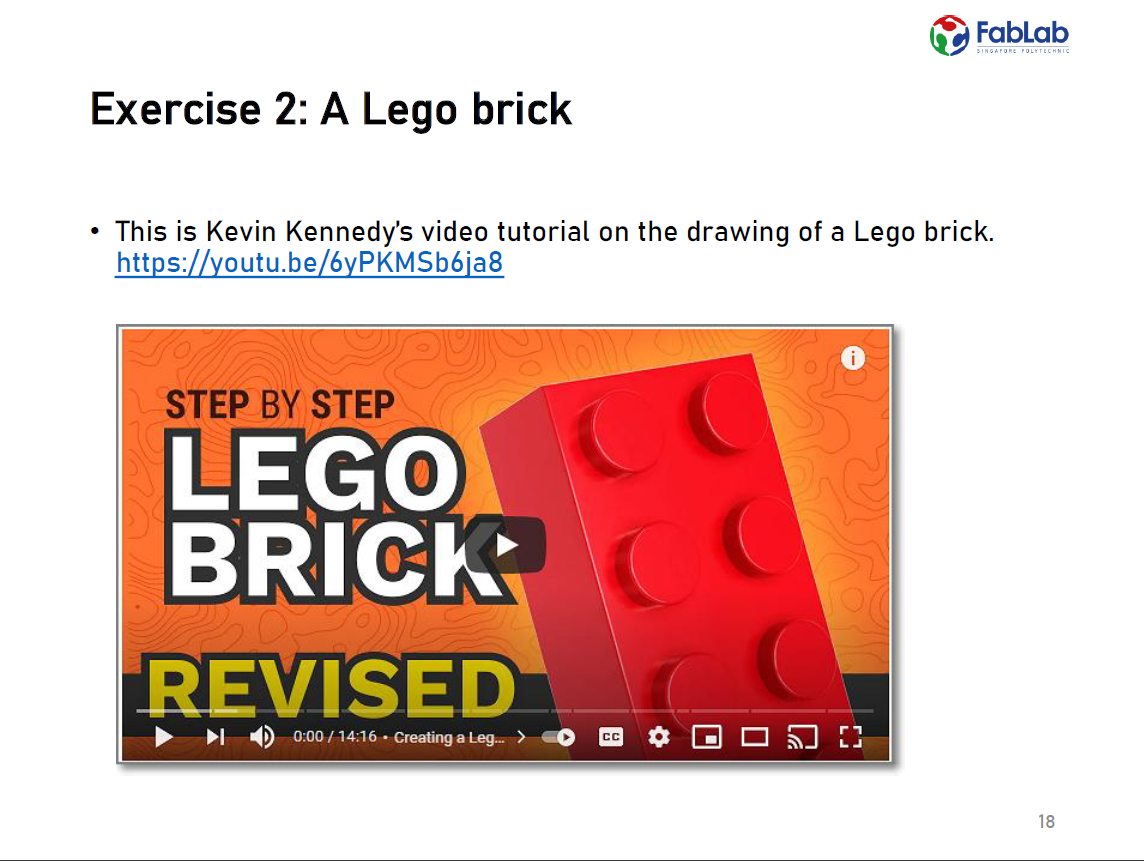 FabLab
SINGAPORE POLYTECHNIC
Exercise 2: A Lego brick
• This is Kevin Kennedy's video tutorial on the drawing of a Lego brick.
https://youtu.be/6yPKMSb6ja8
i
STEP BY STEP
LEGO
BRICK
REVISED
0:00 / 14:16 • Creating a Leg...
CC
18